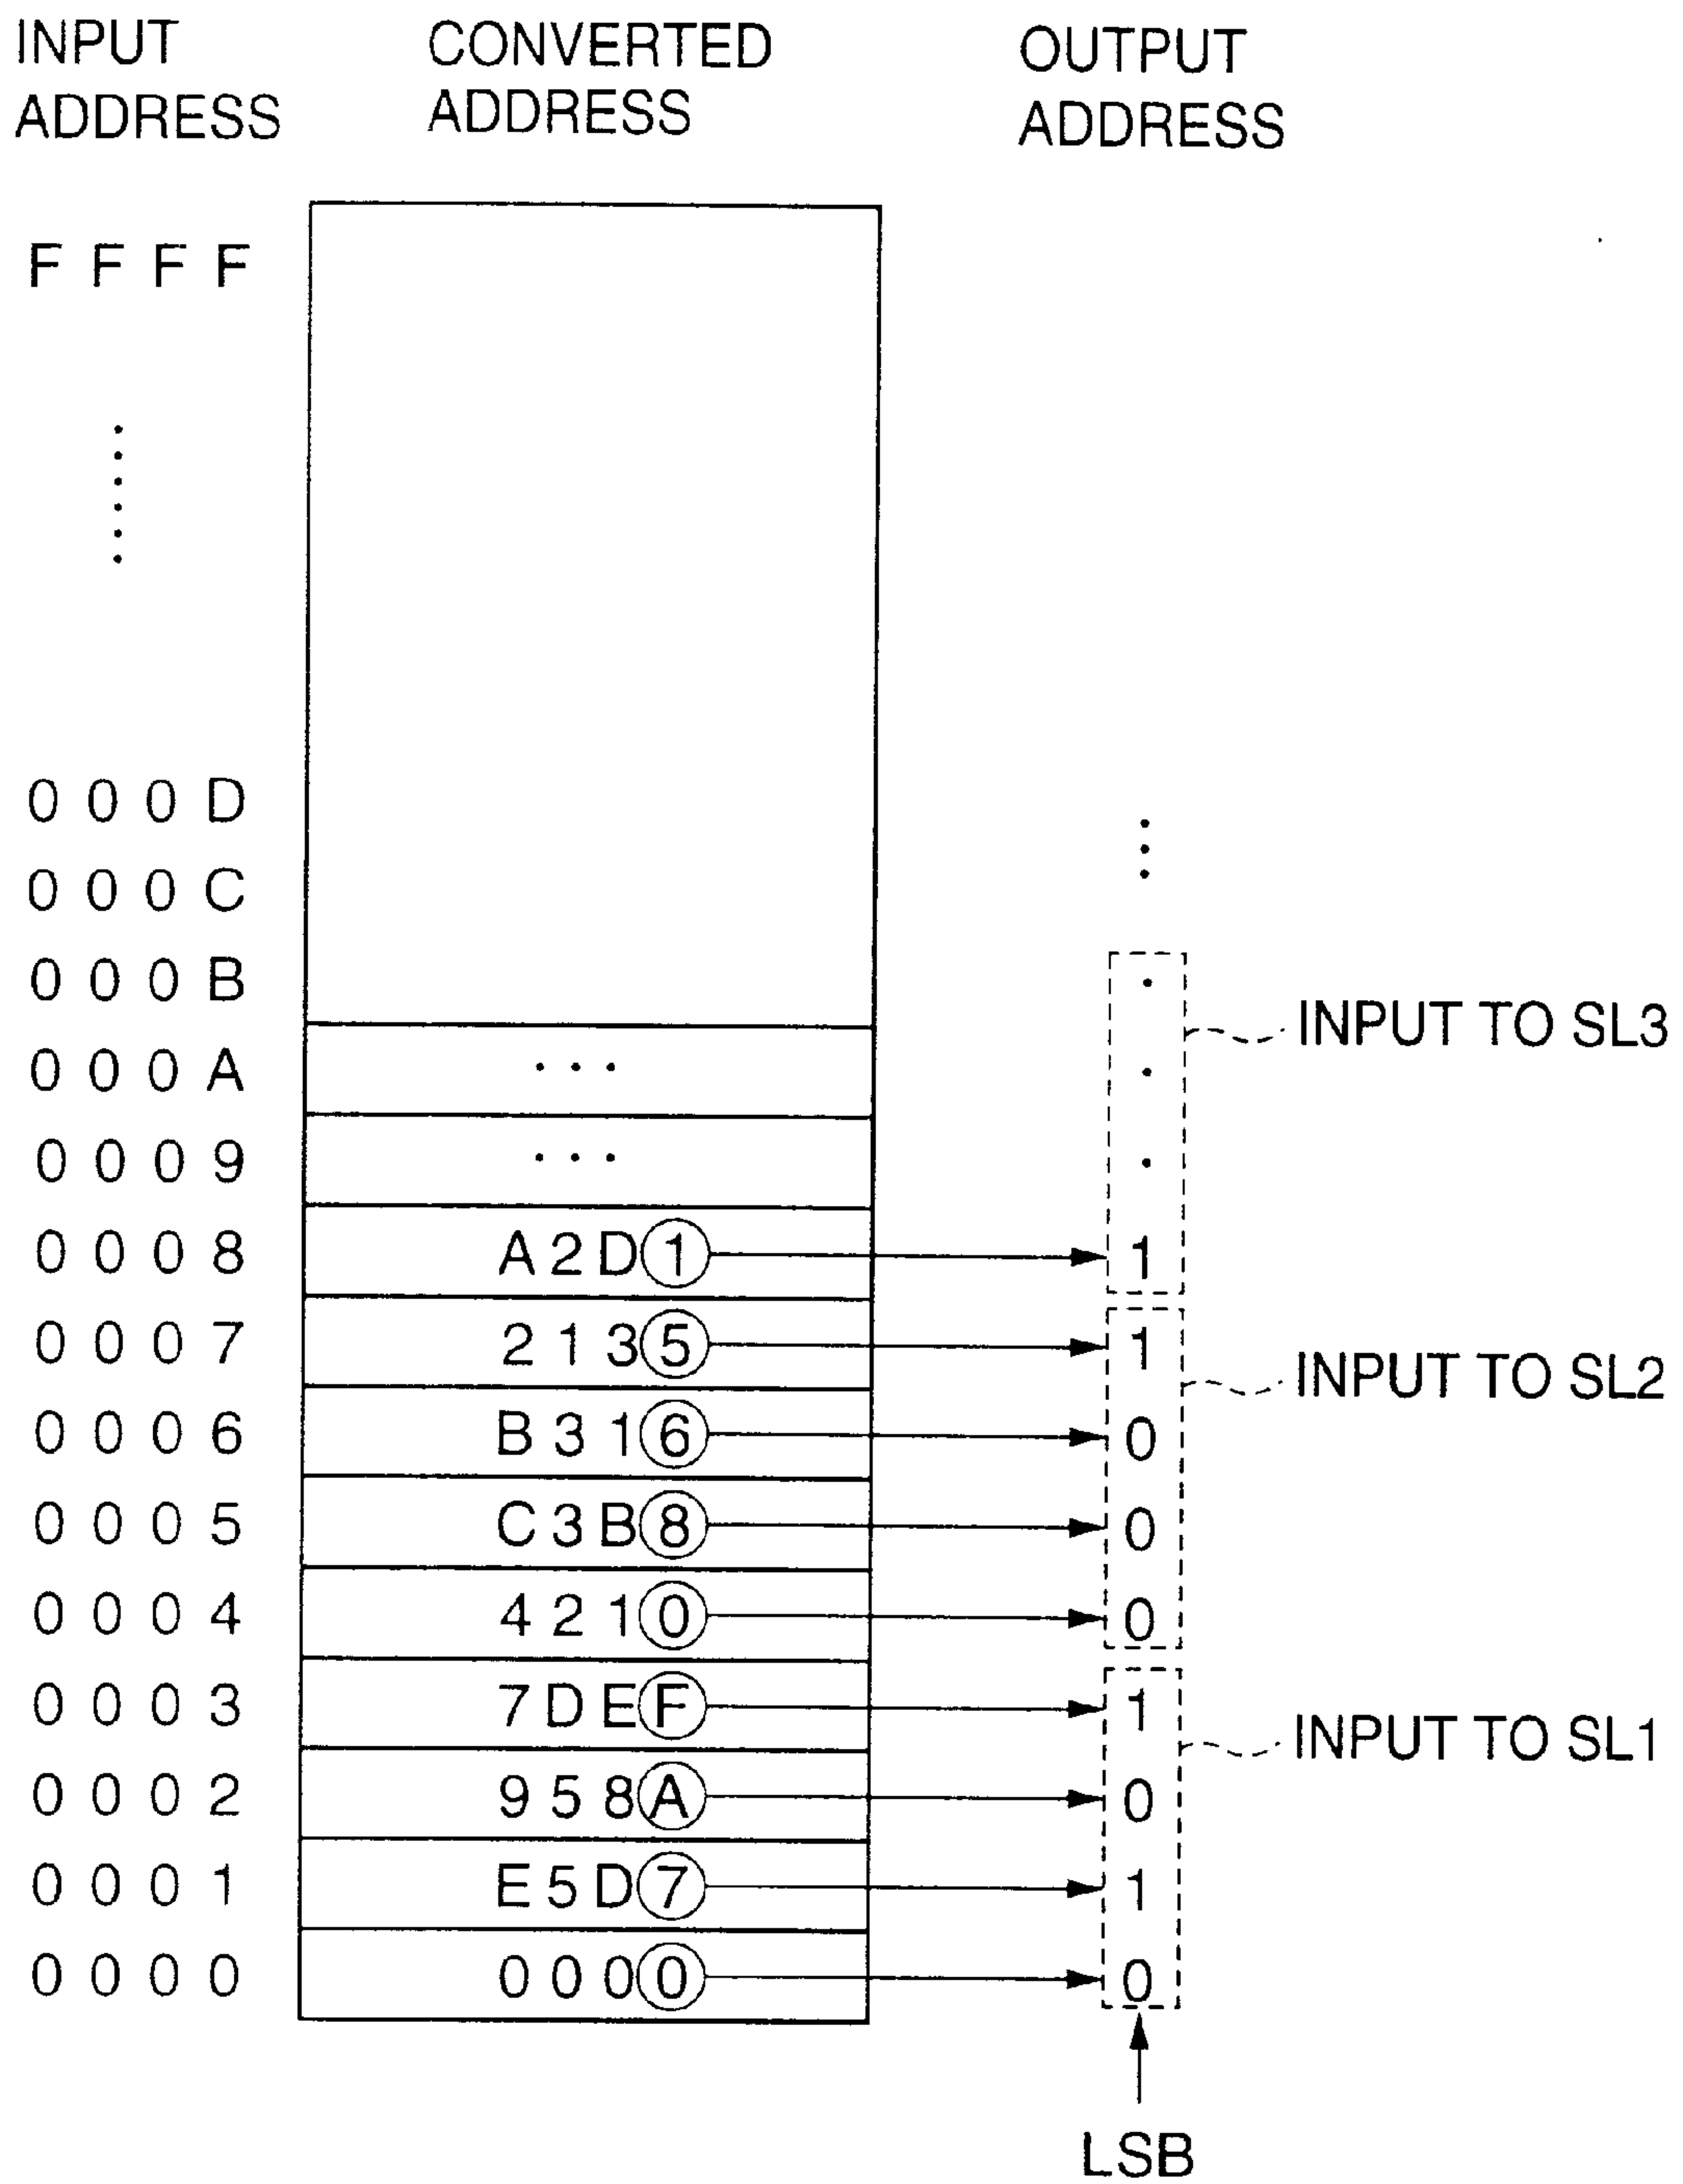 INPUT ADDRESS CONVERTED ADDRESS OUTPUT ADDRESS
F F F F
0 0 0 D
0 0 0 C
0 0 0 B
INPUT TO SL3
0 0 0 A ...
0 0 0 9 ...
0 0 0 8 A 2 D 1 1
0 0 0 7 2 1 3 5 1
INPUT TO SL2
0 0 0 6 B 3 1 6 0
0 0 0 5 C 3 B 8 0
0 0 0 4 4 2 1 0 0
0 0 0 3 7 D E F 1
INPUT TO SL1
0 0 0 2 9 5 8 A 0
0 0 0 1 E 5 D 7 1
0 0 0 0 0 0 0 0 0
LSB